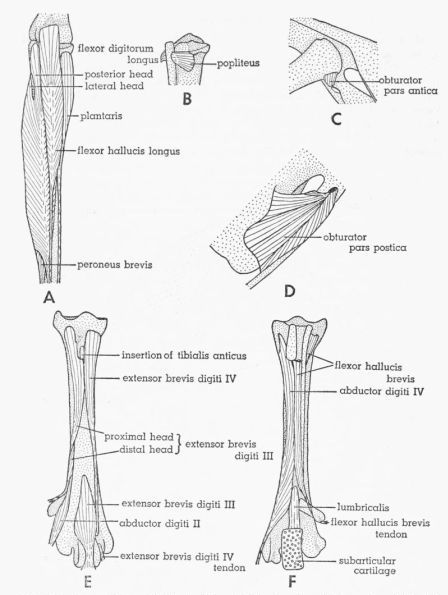 flexor digitorum
longus
posterior head
lateral head
plantaris
flexor hallucis longus
peroneus brevis
A
popliteus
B
obturator
pars antica
C
obturator
pars postica
D
insertion of tibialis anticus
extensor brevis digiti IV
proximal head
distal head
extensor brevis
digiti III
extensor brevis digiti III
abductor digiti II
extensor brevis digiti IV
tendon
E
flexor hallucis
brevis
abductor digiti IV
lumbricalis
flexor hallucis brevis
tendon
subarticular
cartilage
F